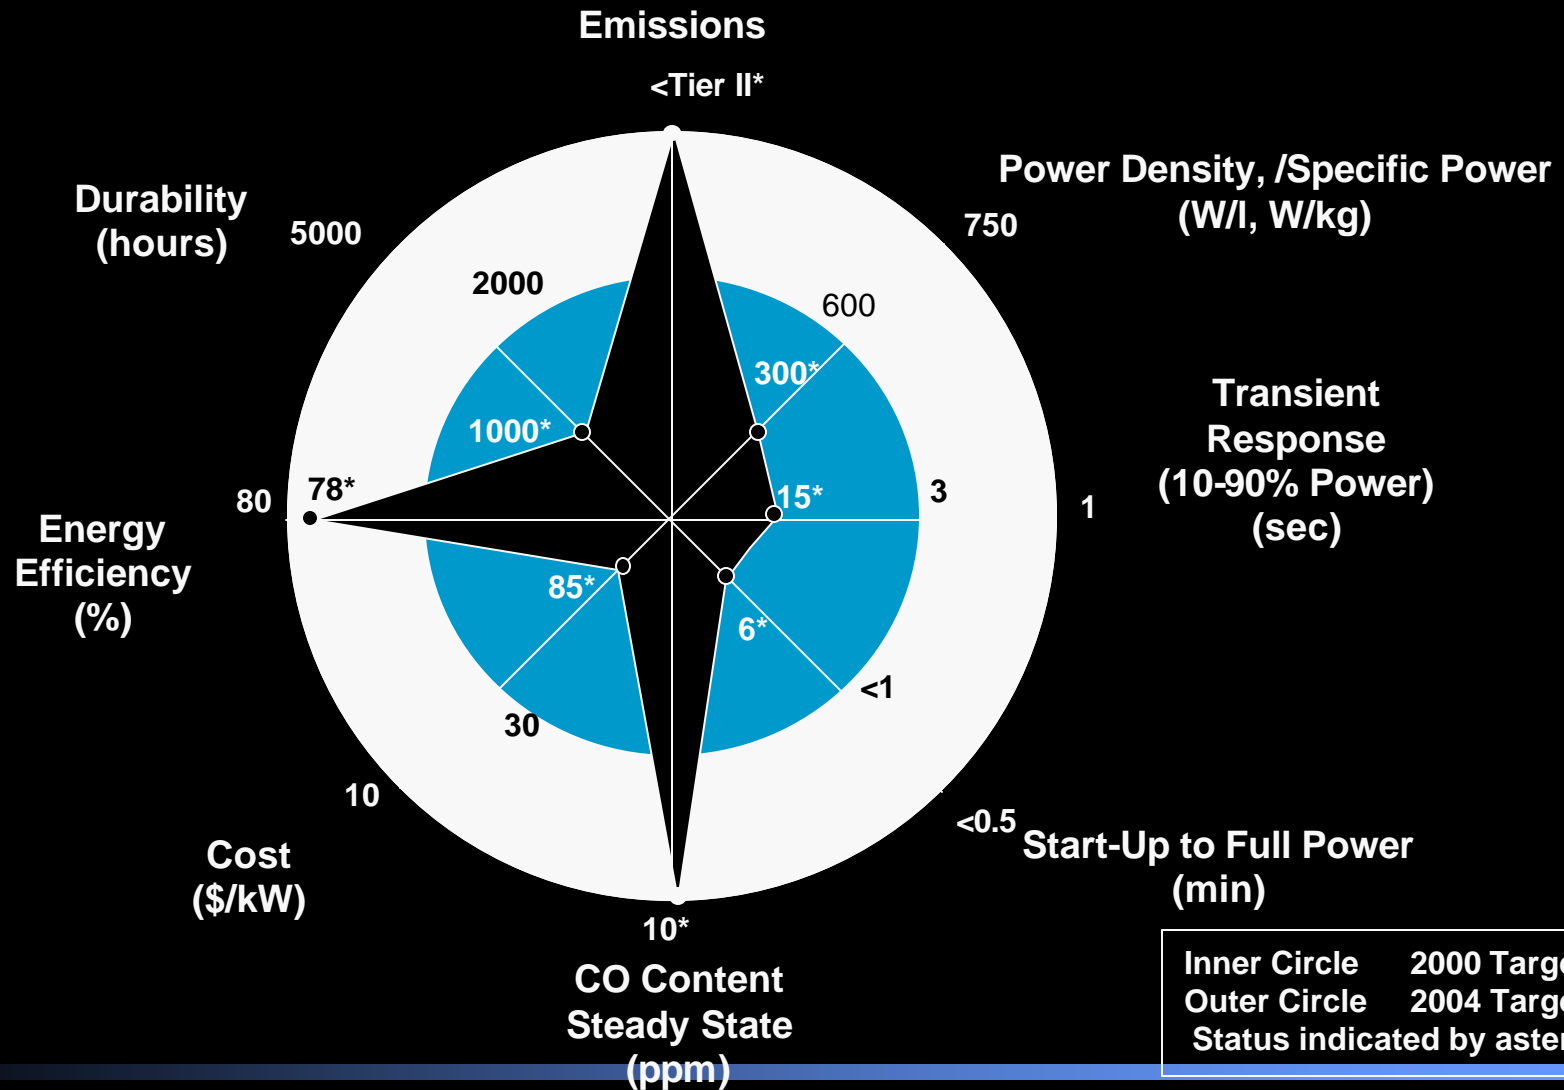 Emissions
<Tier II*
Power Density, /Specific Power
(W/l, W/kg)
750
Durability
(hours)
5000
2000
600
300*
1000*
Transient
Response
(10-90% Power)
(sec)
80
78*
15*
3
1
Energy
Efficiency
(%)
85*
6*
<1
30
10
<0.5
Start-Up to Full Power
(min)
Cost
($/kW)
10*
CO Content
Steady State
(ppm)
Inner Circle 2000
Outer Circle 2004
Status indicated by